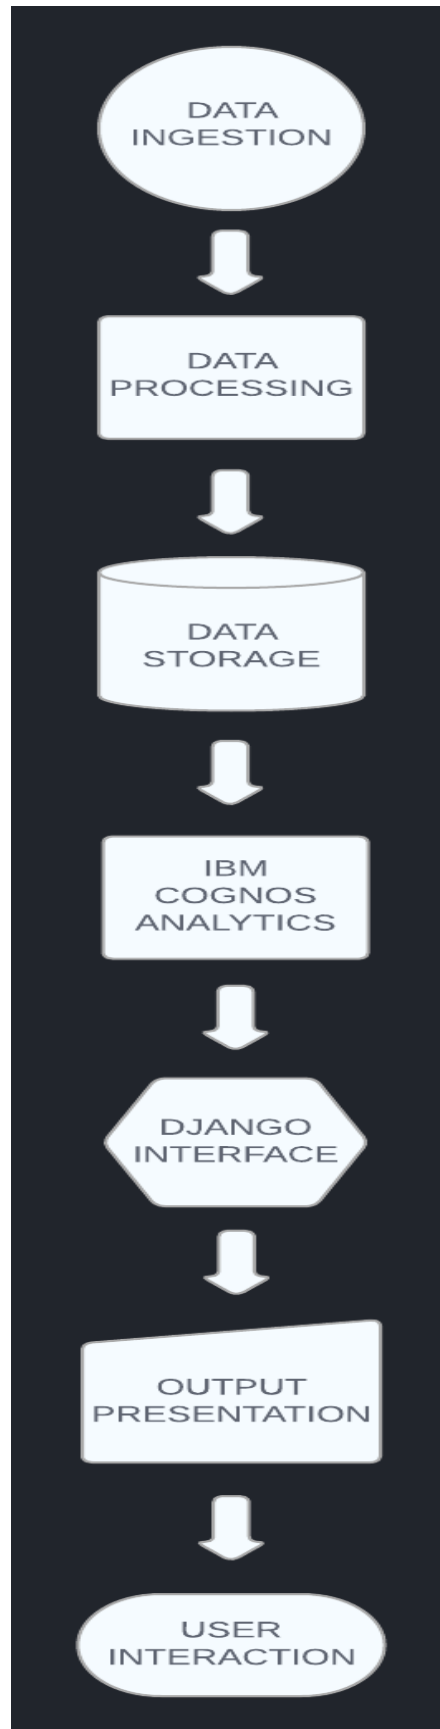 DATA
INGESTION
DATA
PROCESSING
DATA
STORAGE
IBM
COGNOS
ANALYTICS
DJANGO
INTERFACE
OUTPUT
PRESENTATION
USER
INTERACTION